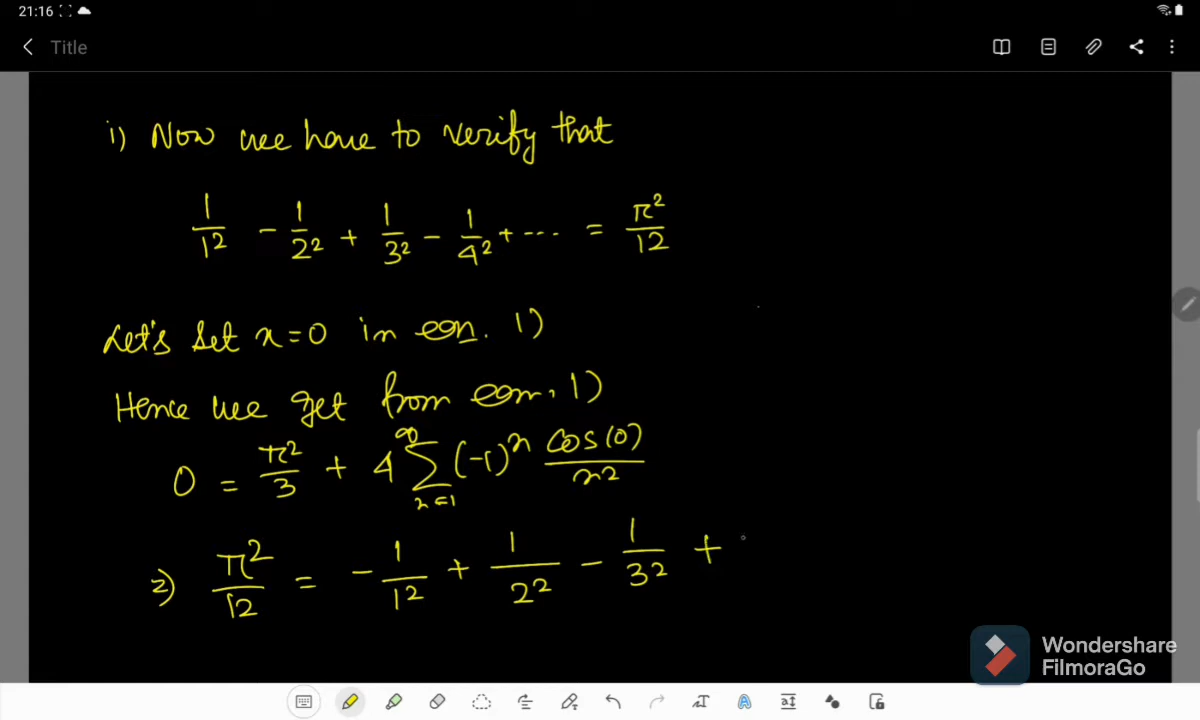 21:16
Title
i) Now we have to verify that
1/1² - 1/2² + 1/3² - 1/4² + ... = π²/12
Let's set x=0 in eqn. 1)
Hence we get from eqn. 1)
0 = π²/3 + 4 ∑_{n=1}^{∞} (-1)ⁿ cos(0)/n²
⇒ π²/12 = - 1/1² + 1/2² - 1/3² +
Wondershare
FilmoraGo